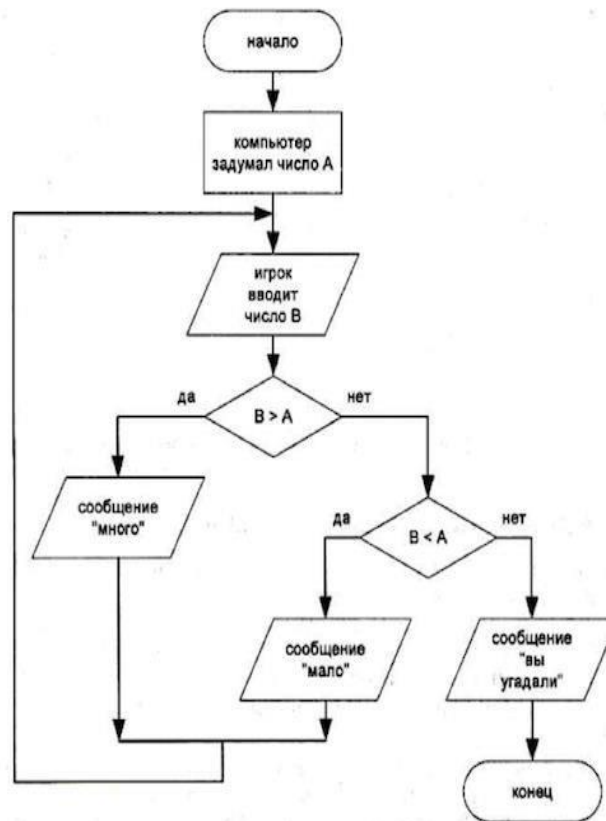 начало
компьютер
задумал число А
игрок
вводит
число В
да
нет
В > А
сообщение
"много"
да
нет
В < А
сообщение
"мало"
сообщение
"вы
угадали"
конец